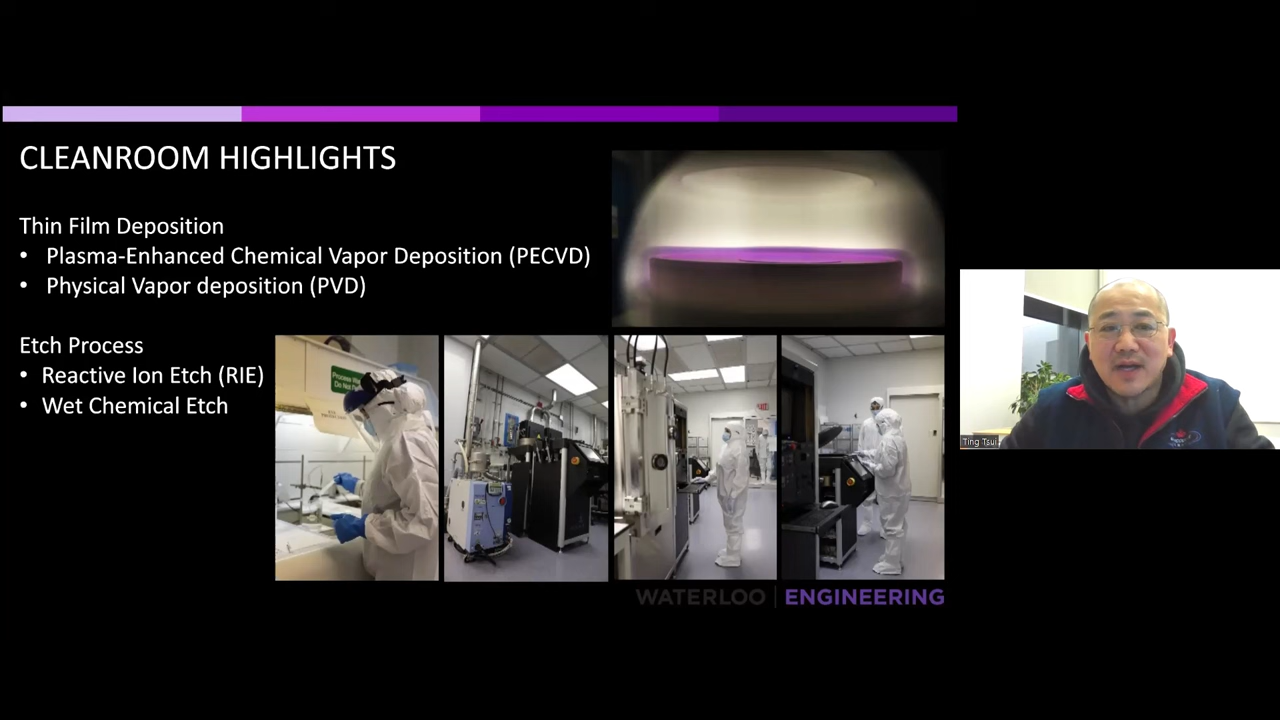 CLEANROOM HIGHLIGHTS
Thin Film Deposition
• Plasma-Enhanced Chemical Vapor Deposition (PECVD)
• Physical Vapor deposition (PVD)
Etch Process
• Reactive Ion Etch (RIE)
• Wet Chemical Etch
WATERLOO | ENGINEERING
Ting Tsui